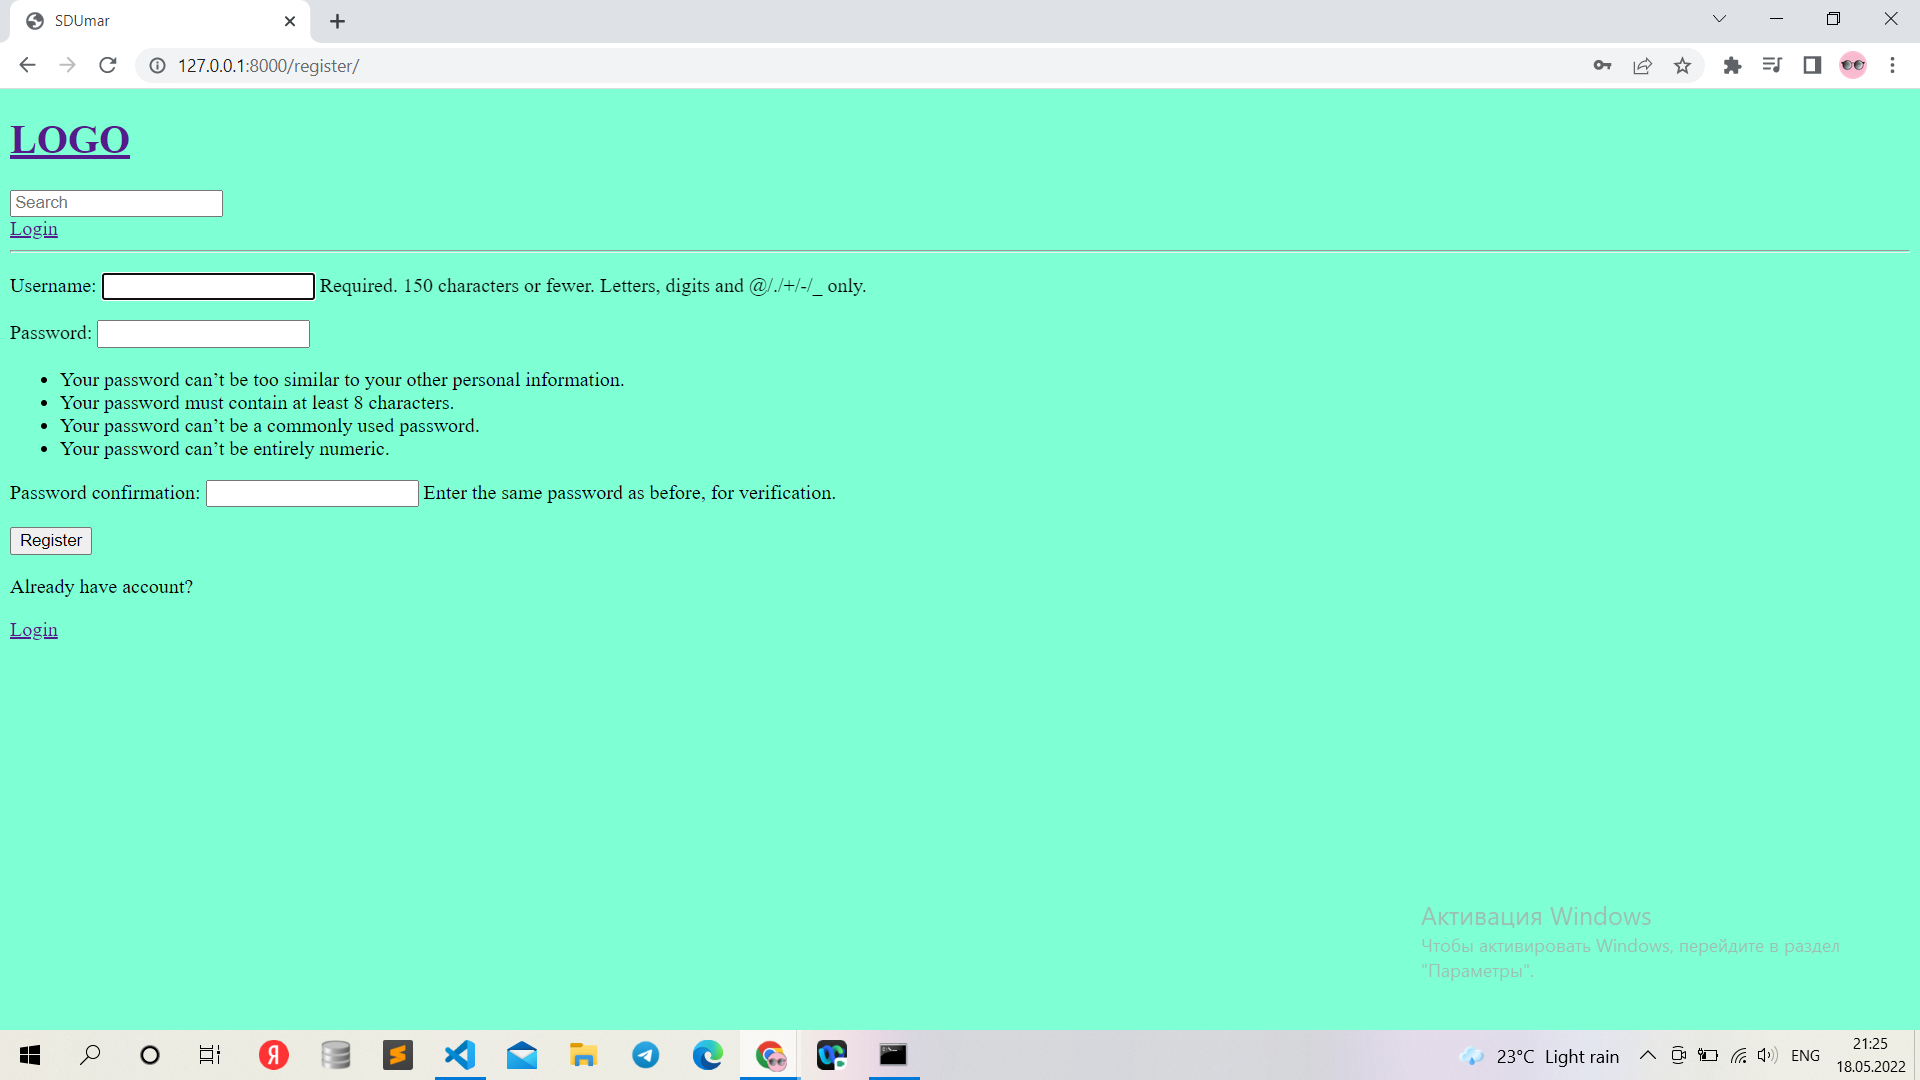 SDUmar
127.0.0.1:8000/register/
LOGO
Search
Login
Username: Required. 150 characters or fewer. Letters, digits and @/./+/-/_ only.
Password:
Your password can’t be too similar to your other personal information.
Your password must contain at least 8 characters.
Your password can’t be a commonly used password.
Your password can’t be entirely numeric.
Password confirmation: Enter the same password as before, for verification.
Register
Already have account?
Login
Активация Windows
Чтобы активировать Windows, перейдите в раздел
"Параметры".
Я
23°C Light rain
ENG
21:25
18.05.2022